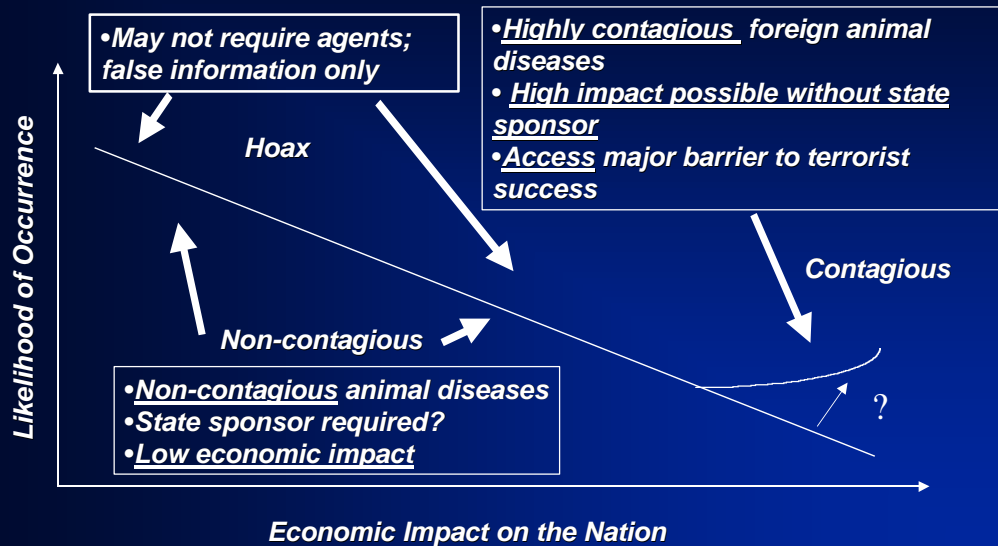 •May not require agents;
false information only
•Highly contagious foreign animal
diseases
• High impact possible without state
sponsor
•Access major barrier to terrorist
success
Hoax
Contagious
Likelihood of Occurrence
Non-contagious
•Non-contagious animal diseases
•State sponsor required?
•Low economic impact
?
Economic Impact on the Nation